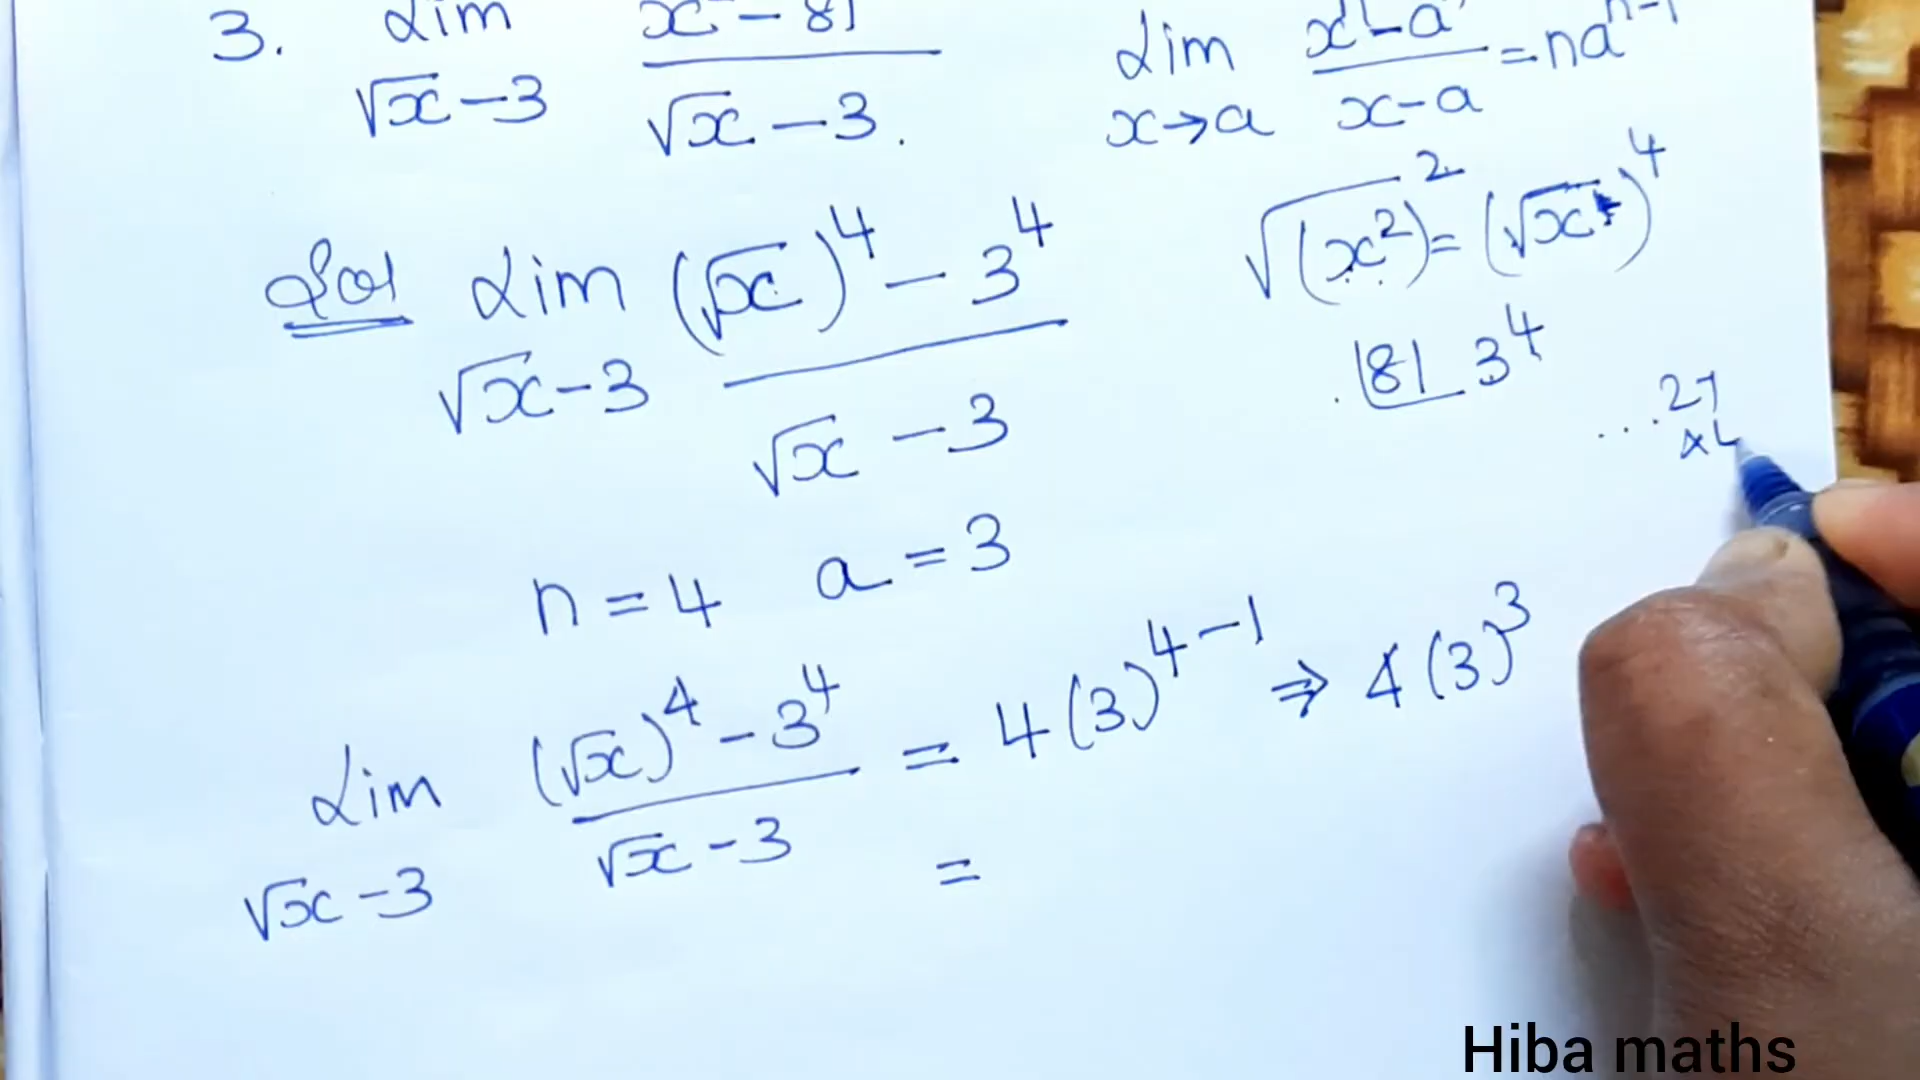 3. Lim x² - 81 / √x - 3
√x - 3
Lim xⁿ - aⁿ / x - a = naⁿ⁻¹
x→a
√(x²)² = (√x)⁴
81 3⁴
27
×
Sol Lim (√x)⁴ - 3⁴ / √x - 3
√x - 3
n = 4 a = 3
Lim (√x)⁴ - 3⁴ / √x - 3 = 4(3)⁴⁻¹ ⇒ 4(3)³
√x - 3
=
Hiba maths